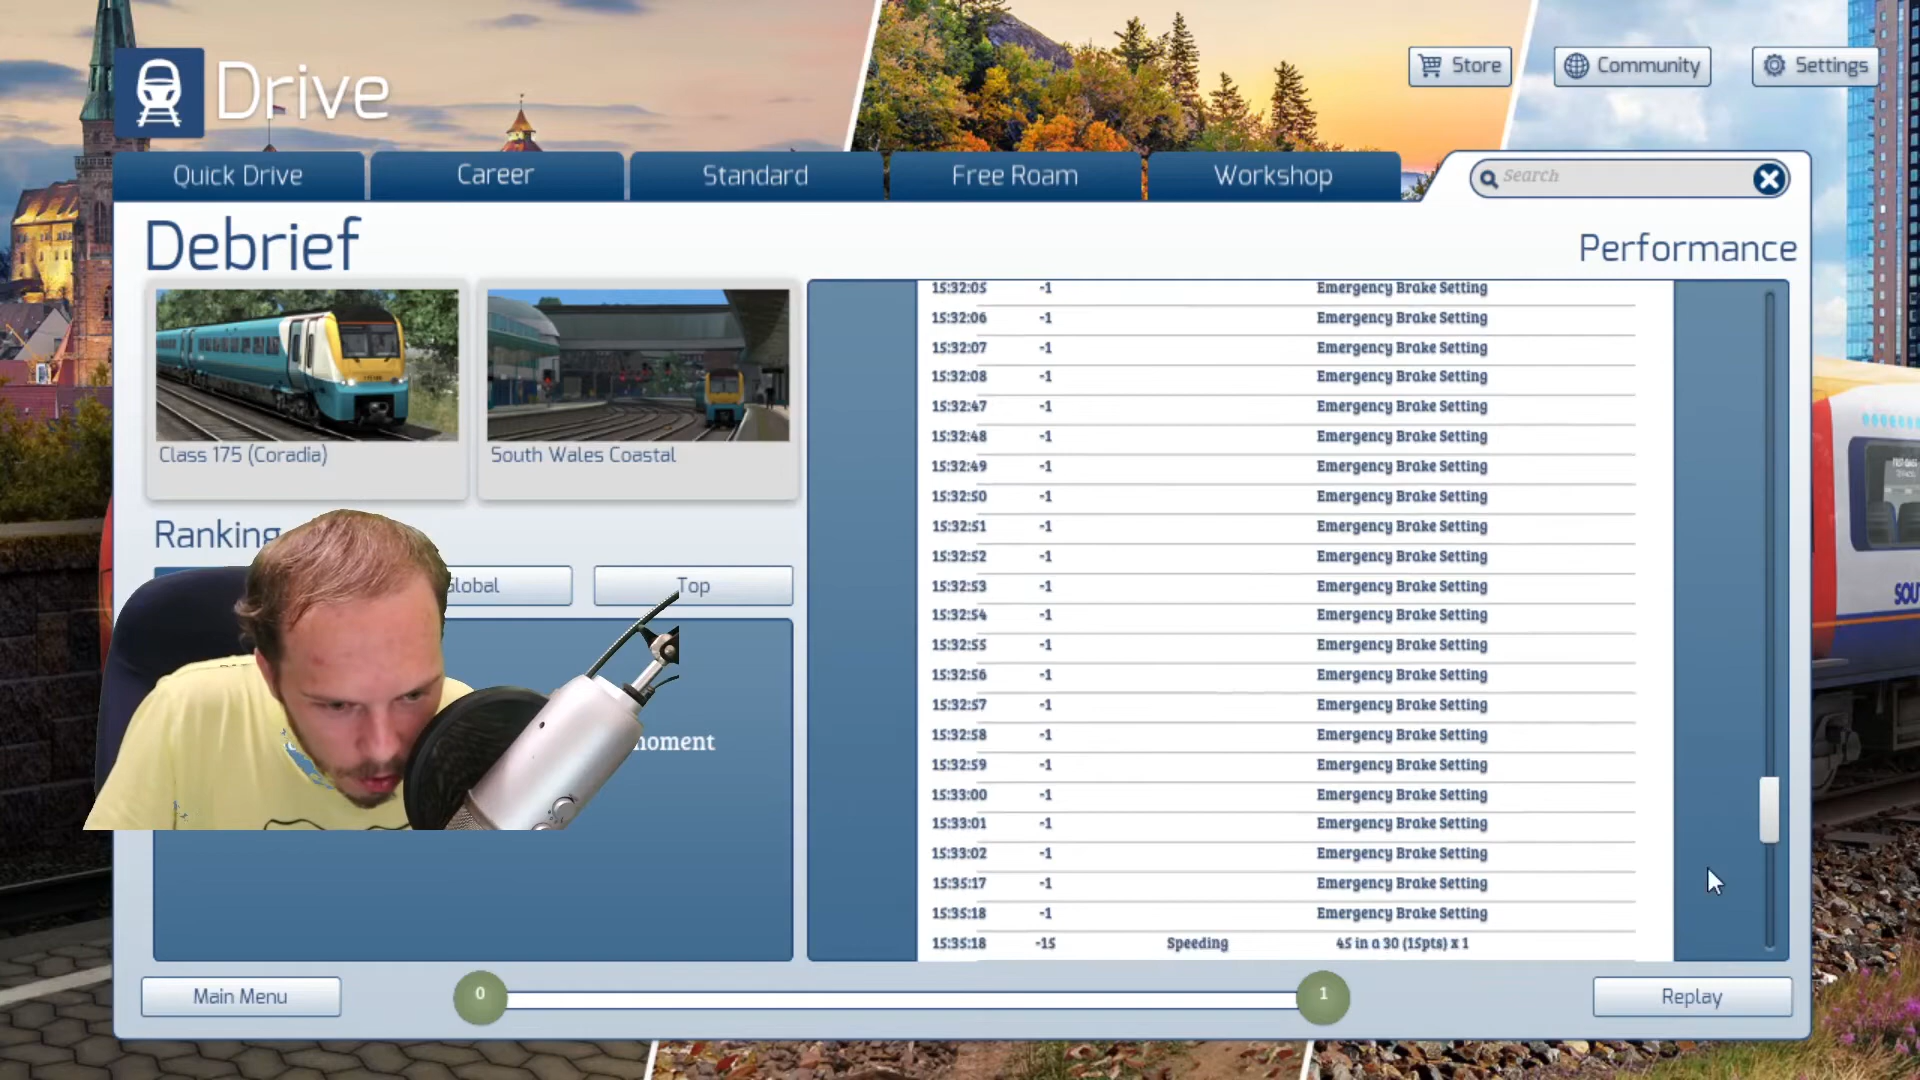 Drive
Store
Community
Settings
Quick Drive
Career
Standard
Free Roam
Workshop
Search
Debrief
Performance
Class 175 (Coradia)
South Wales Coastal
Ranking
Global
Top
moment
15:32:05 -1 Emergency Brake Setting
15:32:06 -1 Emergency Brake Setting
15:32:07 -1 Emergency Brake Setting
15:32:08 -1 Emergency Brake Setting
15:32:47 -1 Emergency Brake Setting
15:32:48 -1 Emergency Brake Setting
15:32:49 -1 Emergency Brake Setting
15:32:50 -1 Emergency Brake Setting
15:32:51 -1 Emergency Brake Setting
15:32:52 -1 Emergency Brake Setting
15:32:53 -1 Emergency Brake Setting
15:32:54 -1 Emergency Brake Setting
15:32:55 -1 Emergency Brake Setting
15:32:56 -1 Emergency Brake Setting
15:32:57 -1 Emergency Brake Setting
15:32:58 -1 Emergency Brake Setting
15:32:59 -1 Emergency Brake Setting
15:33:00 -1 Emergency Brake Setting
15:33:01 -1 Emergency Brake Setting
15:33:02 -1 Emergency Brake Setting
15:35:17 -1 Emergency Brake Setting
15:35:18 -1 Emergency Brake Setting
15:35:18 -15 Speeding 45 in a 30 (15pts) x 1
SOU
Main Menu
0
1
Replay